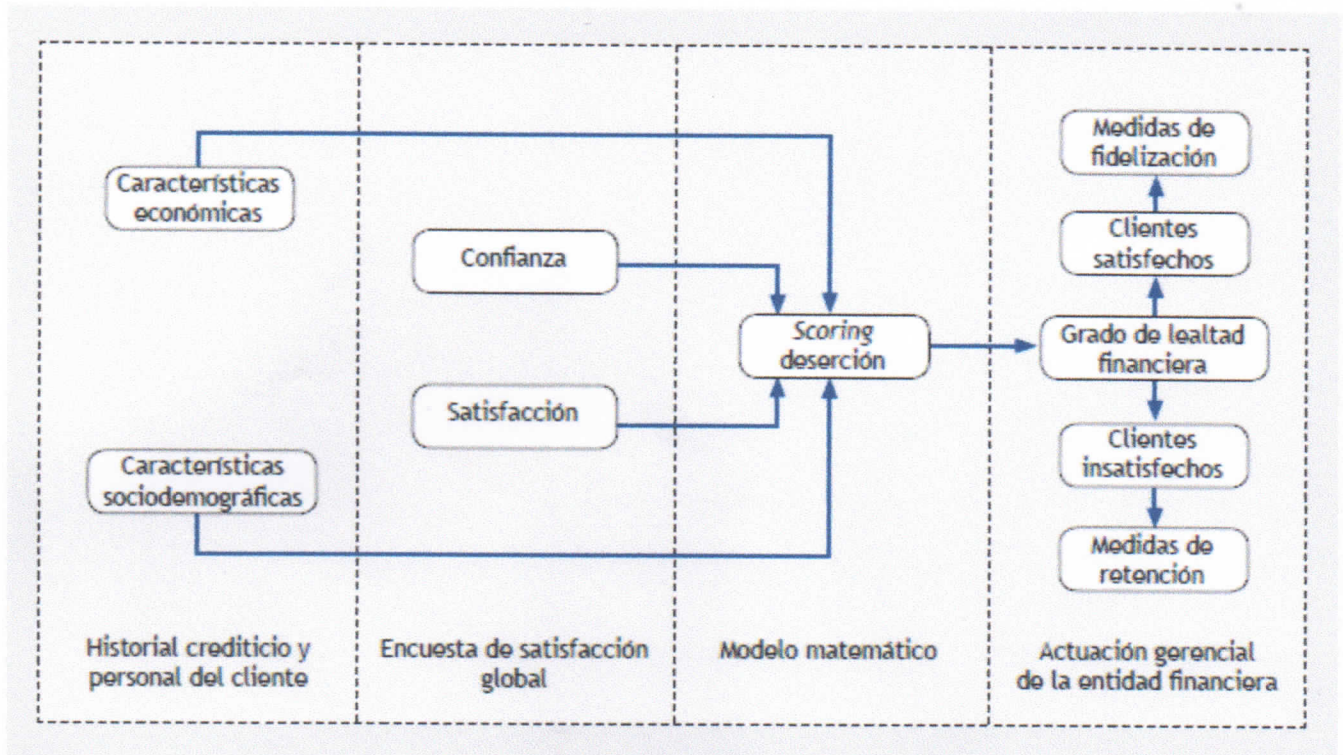 Características
económicas
Características
sociodemográficas
Historial crediticio y
personal del cliente
Confianza
Satisfacción
Encuesta de satisfacción
global
Scoring
deserción
Modelo matemático
Medidas de
fidelización
Clientes
satisfechos
Grado de lealtad
financiera
Clientes
insatisfechos
Medidas de
retención
Actuación gerencial
de la entidad financiera